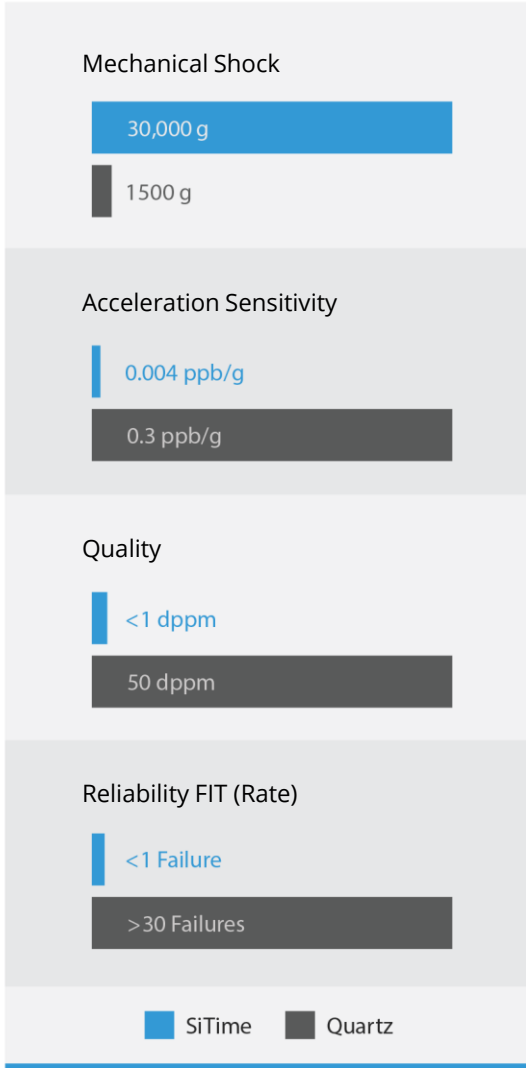 Mechanical Shock
30,000 g
1500 g
Acceleration Sensitivity
0.004 ppb/g
0.3 ppb/g
Quality
<1 dppm
50 dppm
Reliability FIT (Rate)
<1 Failure
>30 Failures
SiTime Quartz